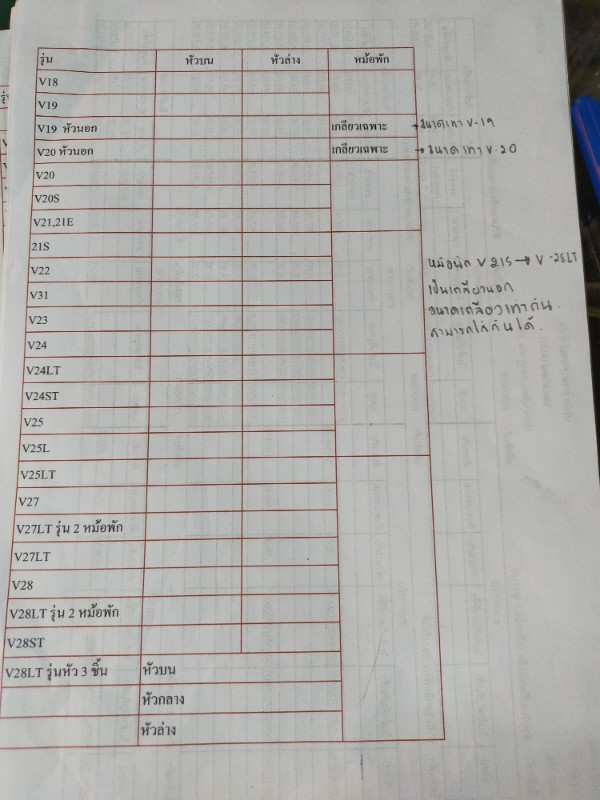 รุ่น หัวบน หัวล่าง หม้อพัก
V18
V19
V19 หัวนอก เกลียวเฉพาะ → ขนาดเท่า V-19
V20 หัวนอก เกลียวเฉพาะ → ขนาดเท่า V-20
V20
V20S
V21,21E
21S
V22
V31
V23
V24
หม้อพัก V 21S → V-25LT
เป็นเกลียวนอก
ขนาดเกลียวเท่ากัน.
สามารถใส่กันได้.
V24LT
V24ST
V25
V25L
V25LT
V27
V27LT รุ่น 2 หม้อพัก
V27LT
V28
V28LT รุ่น 2 หม้อพัก
V28ST
V28LT รุ่นหัว 3 ชิ้น หัวบน
หัวกลาง
หัวล่าง